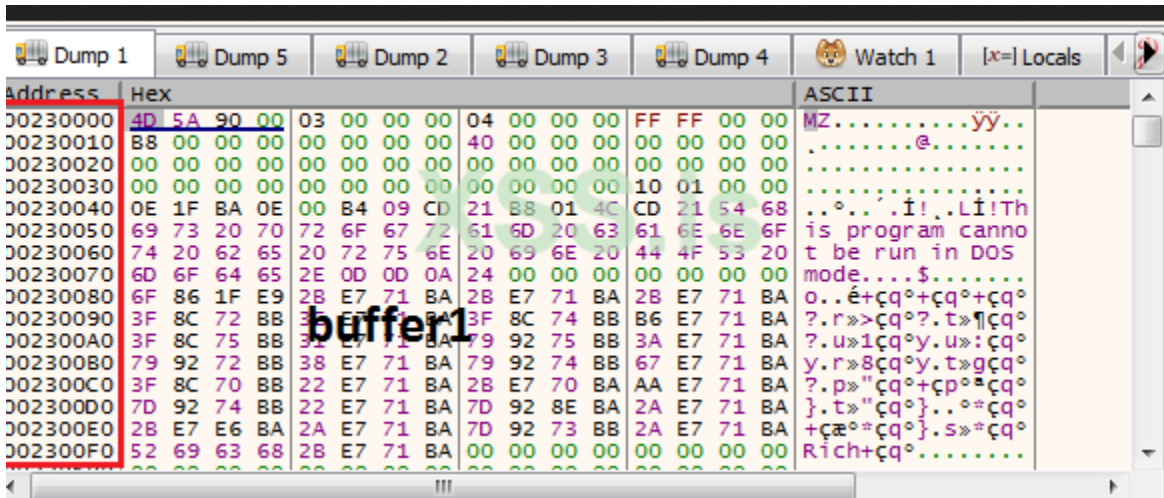 Dump 1 Dump 5 Dump 2 Dump 3 Dump 4 Watch 1 [x=] Locals
Address Hex ASCII
00230000 4D 5A 90 00 03 00 00 00 04 00 00 00 FF FF 00 00 MZ..........ÿÿ..
00230010 B8 00 00 00 00 00 00 00 40 00 00 00 00 00 00 00 ¸.......@.......
00230020 00 00 00 00 00 00 00 00 00 00 00 00 00 00 00 00 ................
00230030 00 00 00 00 00 00 00 00 00 00 00 00 10 01 00 00 ................
00230040 0E 1F BA 0E 00 B4 09 CD 21 B8 01 4C CD 21 54 68 ..º..´.Í!¸.LÍ!Th
00230050 69 73 20 70 72 6F 67 72 61 6D 20 63 61 6E 6E 6F is program canno
00230060 74 20 62 65 20 72 75 6E 20 69 6E 20 44 4F 53 20 t be run in DOS
00230070 6D 6F 64 65 2E 0D 0D 0A 24 00 00 00 00 00 00 00 mode....$.......
00230080 6F 86 1F E9 2B E7 71 BA 2B E7 71 BA 2B E7 71 BA o..é+çqº+çqº+çqº
00230090 3F 8C 72 BB 71 BA 3F 8C 74 BB B6 E7 71 BA ?.r»>çqº?.t»¶çqº
002300A0 3F 8C 75 BB 31 E7 71 BA 79 92 75 BB 3A E7 71 BA ?.u»1çqºy.u»:çqº
002300B0 79 92 72 BB 38 E7 71 BA 79 92 74 BB 67 E7 71 BA y.r»8çqºy.t»gçqº
002300C0 3F 8C 70 BB 22 E7 71 BA 2B E7 70 BA AA E7 71 BA ?.p»"çqº+çpºªçqº
002300D0 7D 92 74 BB 22 E7 71 BA 7D 92 8E BA 2A E7 71 BA }.t»"çqº}..º*çqº
002300E0 2B E7 E6 BA 2A E7 71 BA 7D 92 73 BB 2A E7 71 BA +çæº*çqº}.s»*çqº
002300F0 52 69 63 68 2B E7 71 BA 00 00 00 00 00 00 00 00 Rich+çqº........
XSS.is
buffer1